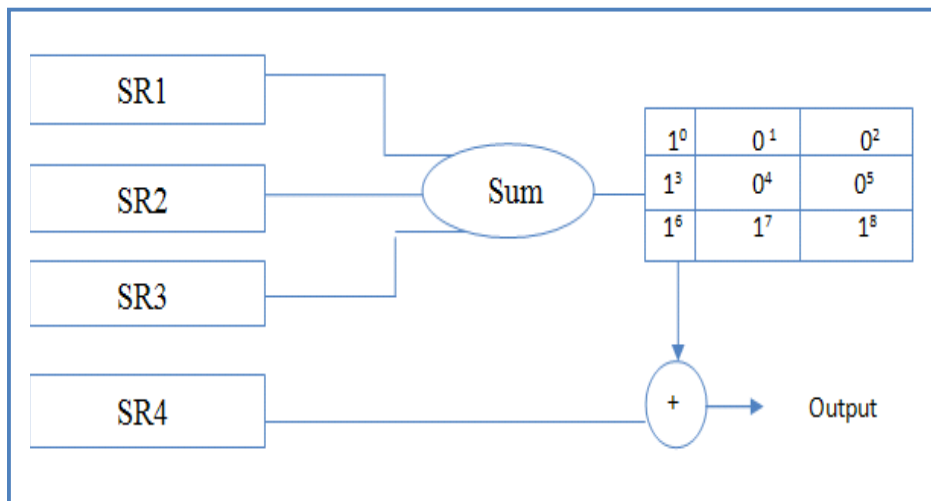 SR1
SR2
SR3
SR4
Sum
1⁰ 0¹ 0²
1³ 0⁴ 0⁵
1⁶ 1⁷ 1⁸
+
Output